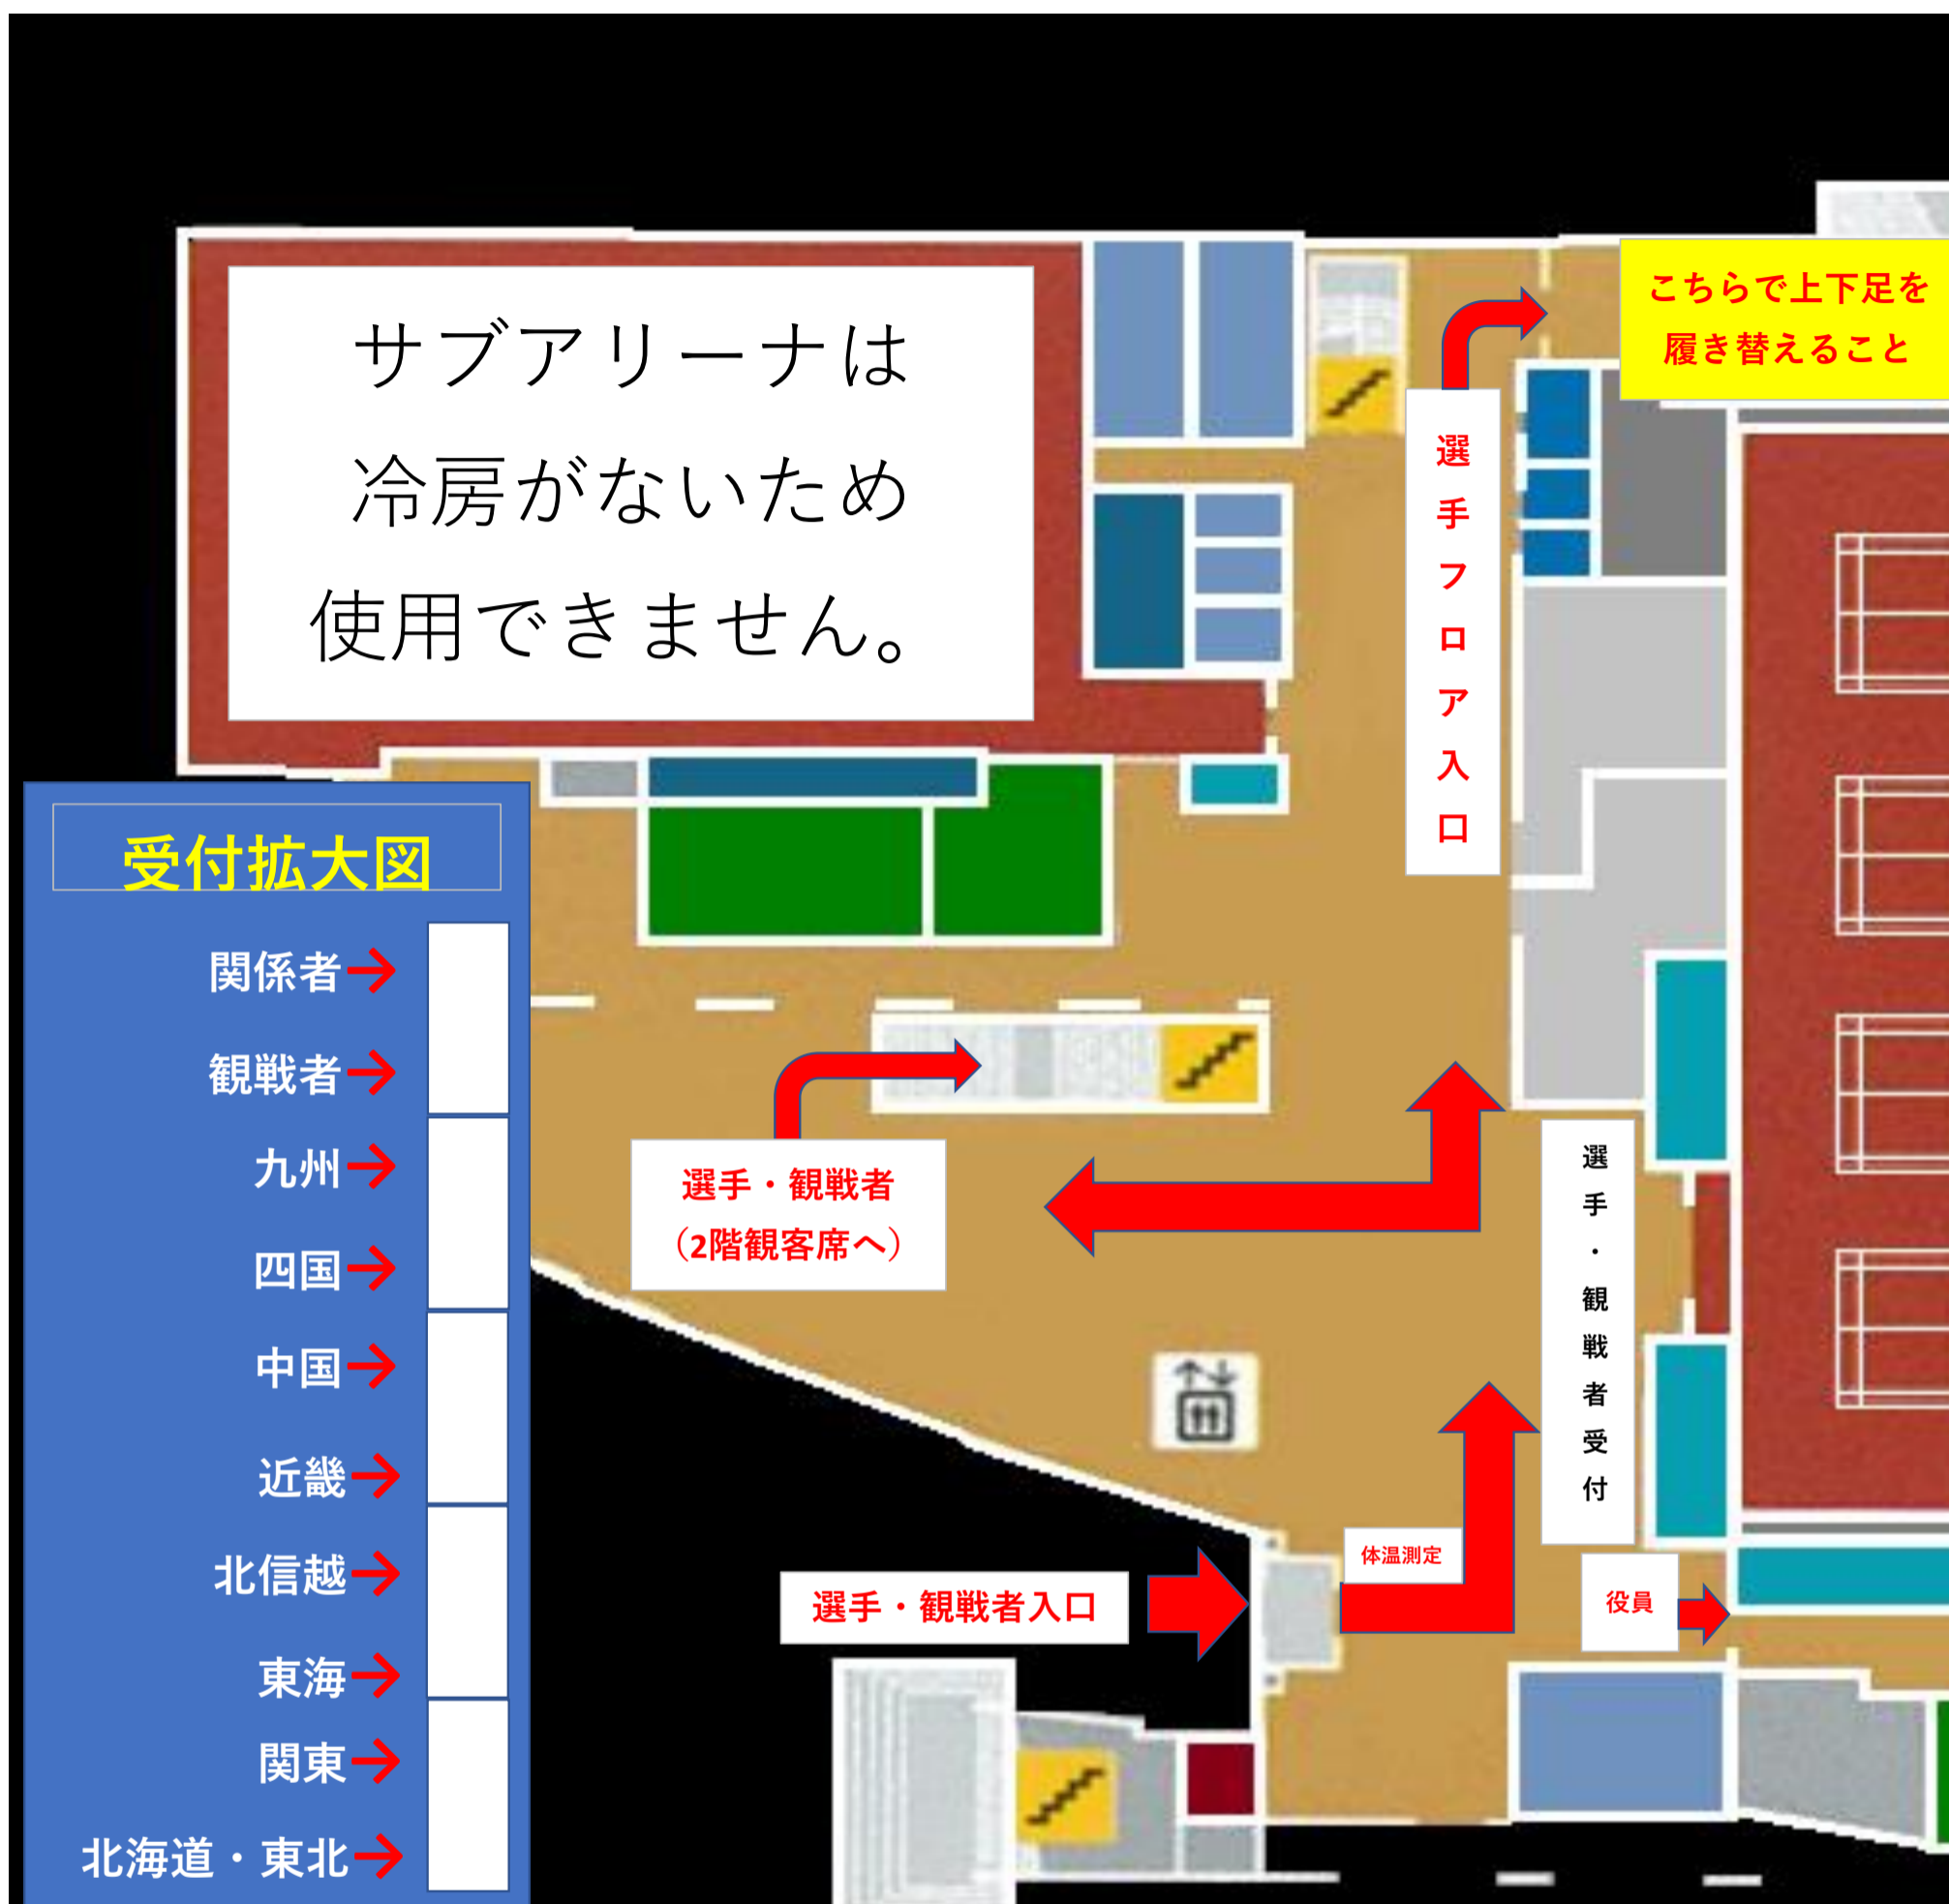 サブアリーナは
冷房がないため
使用できません。
こちらで上下足を
履き替えること
選手フロア入口
受付拡大図
関係者→
観戦者→
九州→
四国→
中国→
近畿→
北信越→
東海→
関東→
北海道・東北→
選手・観戦者
（2階観客席へ）
選手・観戦者受付
体温測定
選手・観戦者入口
役員